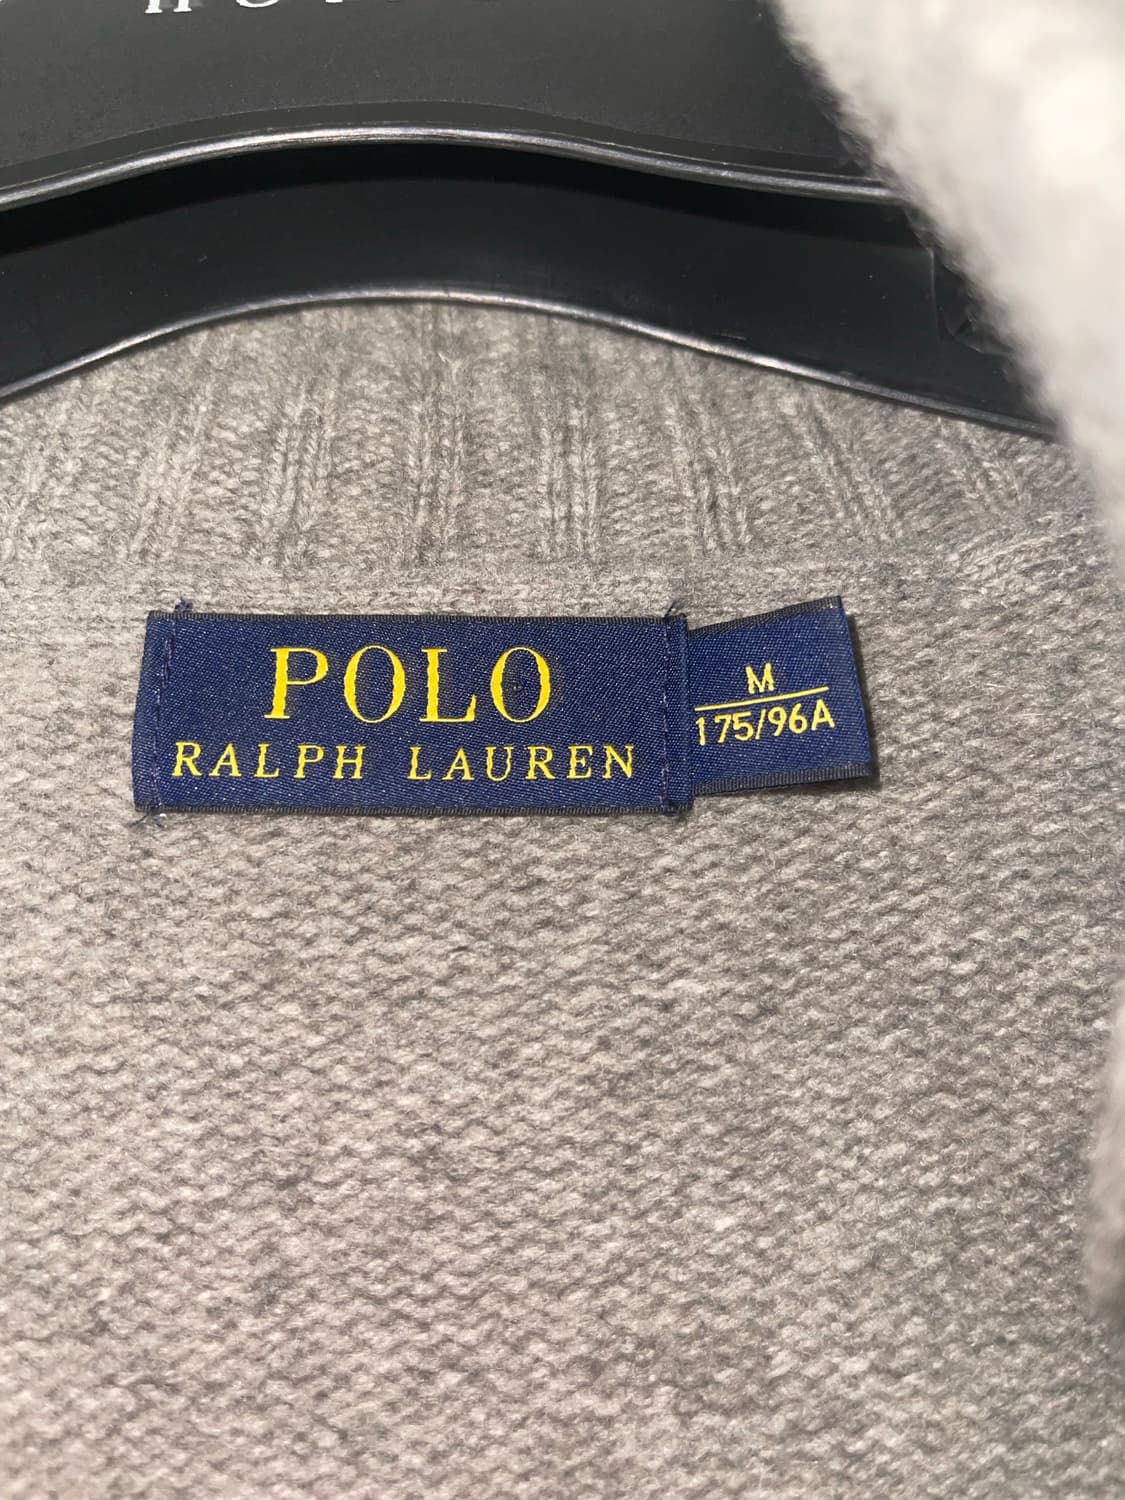 POLO
RALPH LAUREN
M
175/96A